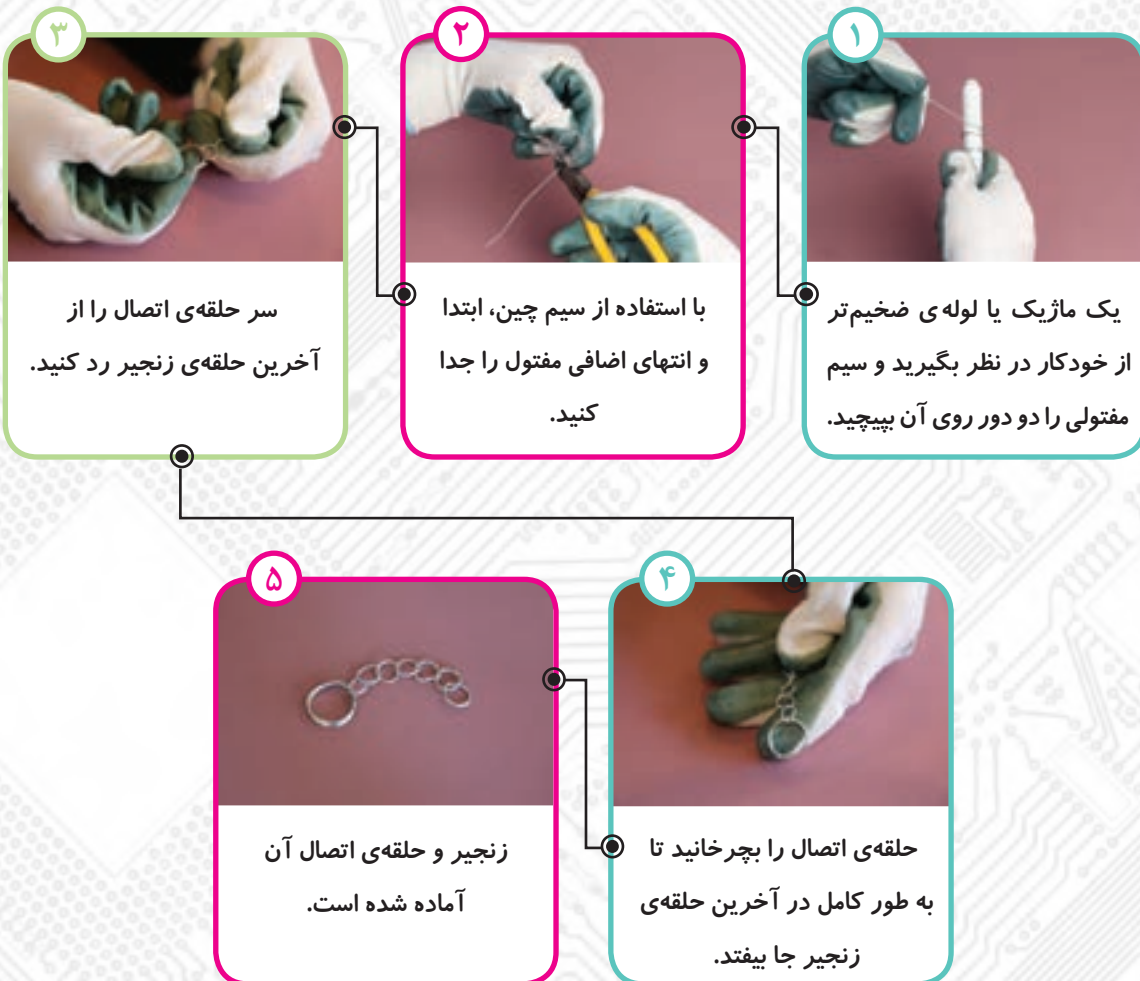 ۱
یک ماژیک یا لوله ی ضخیم‌تر
از خودکار در نظر بگیرید و سیم
مفتولی را دو دور روی آن بپیچید.
۲
با استفاده از سیم چین، ابتدا
و انتهای اضافی مفتول را جدا
کنید.
۳
سر حلقه‌ی اتصال را از
آخرین حلقه‌ی زنجیر رد کنید.
۴
حلقه‌ی اتصال را بچرخانید تا
به طور کامل در آخرین حلقه‌ی
زنجیر جا بیفتد.
۵
زنجیر و حلقه‌ی اتصال آن
آماده شده است.